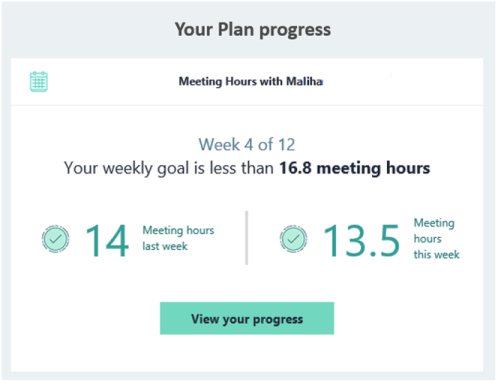 Your Plan progress
Meeting Hours with Maliha
Week 4 of 12
Your weekly goal is less than 16.8 meeting hours
14
Meeting hours
last week
13.5
Meeting
hours
this week
View your progress